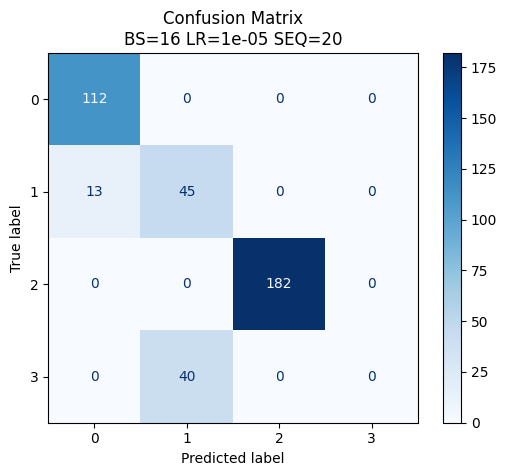 Confusion Matrix
BS=16 LR=1e-05 SEQ=20
0 112 0 0 0
1 13 45 0 0
2 0 0 182 0
3 0 40 0 0
0 1 2 3
Predicted label
True label
175
150
125
100
75
50
25
0